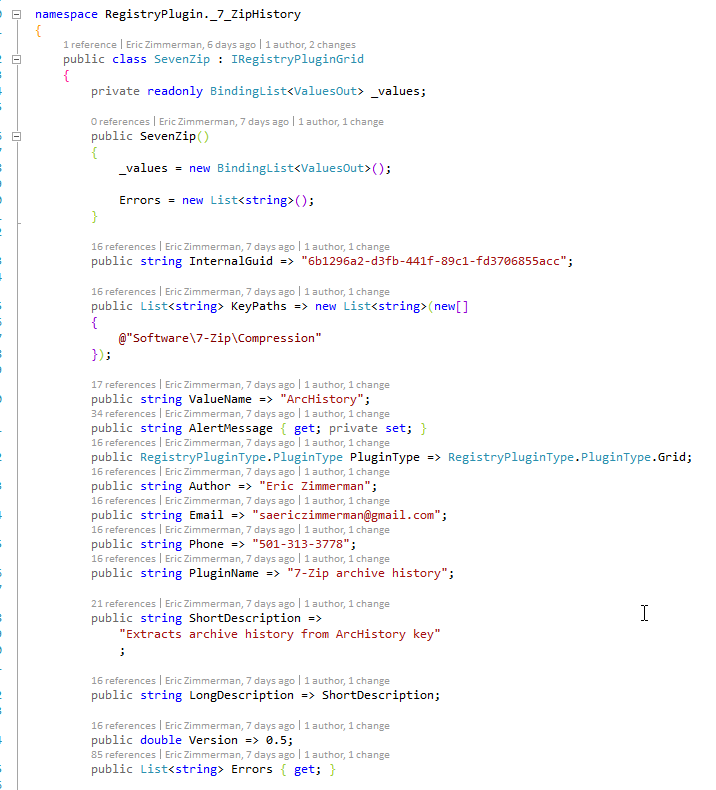 namespace RegistryPlugin._7_ZipHistory
{
1 reference | Eric Zimmerman, 6 days ago | 1 author, 2 changes
public class SevenZip : IRegistryPluginGrid
{
private readonly BindingList<ValuesOut> _values;
0 references | Eric Zimmerman, 7 days ago | 1 author, 1 change
public SevenZip()
{
_values = new BindingList<ValuesOut>();
Errors = new List<string>();
}
16 references | Eric Zimmerman, 7 days ago | 1 author, 1 change
public string InternalGuid => "6b1296a2-d3fb-441f-89c1-fd3706855acc";
16 references | Eric Zimmerman, 7 days ago | 1 author, 1 change
public List<string> KeyPaths => new List<string>(new[]
{
@"Software\7-Zip\Compression"
});
17 references | Eric Zimmerman, 7 days ago | 1 author, 1 change
public string ValueName => "ArcHistory";
34 references | Eric Zimmerman, 7 days ago | 1 author, 1 change
public string AlertMessage { get; private set; }
16 references | Eric Zimmerman, 7 days ago | 1 author, 1 change
public RegistryPluginType.PluginType PluginType => RegistryPluginType.PluginType.Grid;
16 references | Eric Zimmerman, 7 days ago | 1 author, 1 change
public string Author => "Eric Zimmerman";
16 references | Eric Zimmerman, 7 days ago | 1 author, 1 change
public string Email => "saericzimmerman@gmail.com";
16 references | Eric Zimmerman, 7 days ago | 1 author, 1 change
public string Phone => "501-313-3778";
16 references | Eric Zimmerman, 7 days ago | 1 author, 1 change
public string PluginName => "7-Zip archive history";
21 references | Eric Zimmerman, 7 days ago | 1 author, 1 change
public string ShortDescription =>
"Extracts archive history from ArcHistory key"
;
16 references | Eric Zimmerman, 7 days ago | 1 author, 1 change
public string LongDescription => ShortDescription;
16 references | Eric Zimmerman, 7 days ago | 1 author, 1 change
public double Version => 0.5;
85 references | Eric Zimmerman, 7 days ago | 1 author, 1 change
public List<string> Errors { get; }